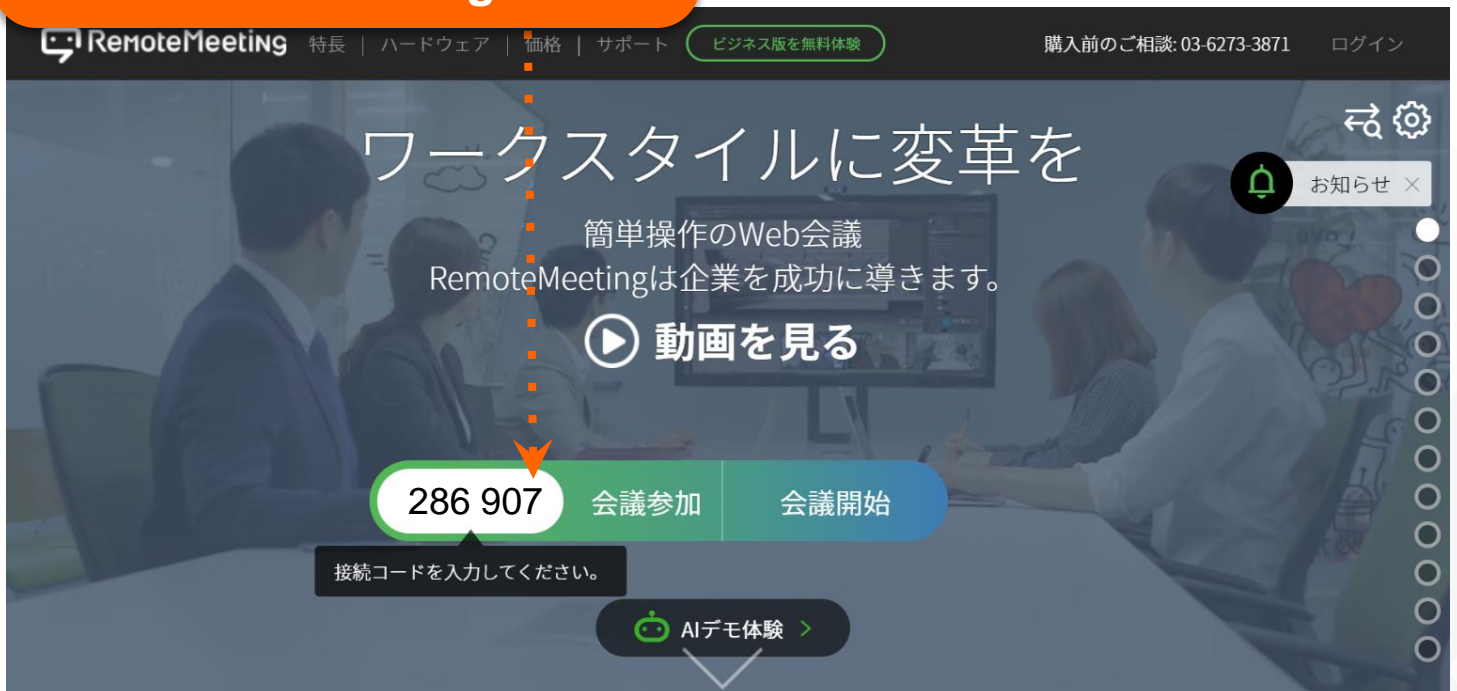 RemoteMeeting 特長 | ハードウェア | 価格 | サポート ビジネス版を無料体験 購入前のご相談: 03-6273-3871 ログイン
ワークスタイルに変革を
お知らせ ×
簡単操作のWeb会議
RemoteMeetingは企業を成功に導きます。
動画を見る
286 907 会議参加 会議開始
接続コードを入力してください。
AIデモ体験 >